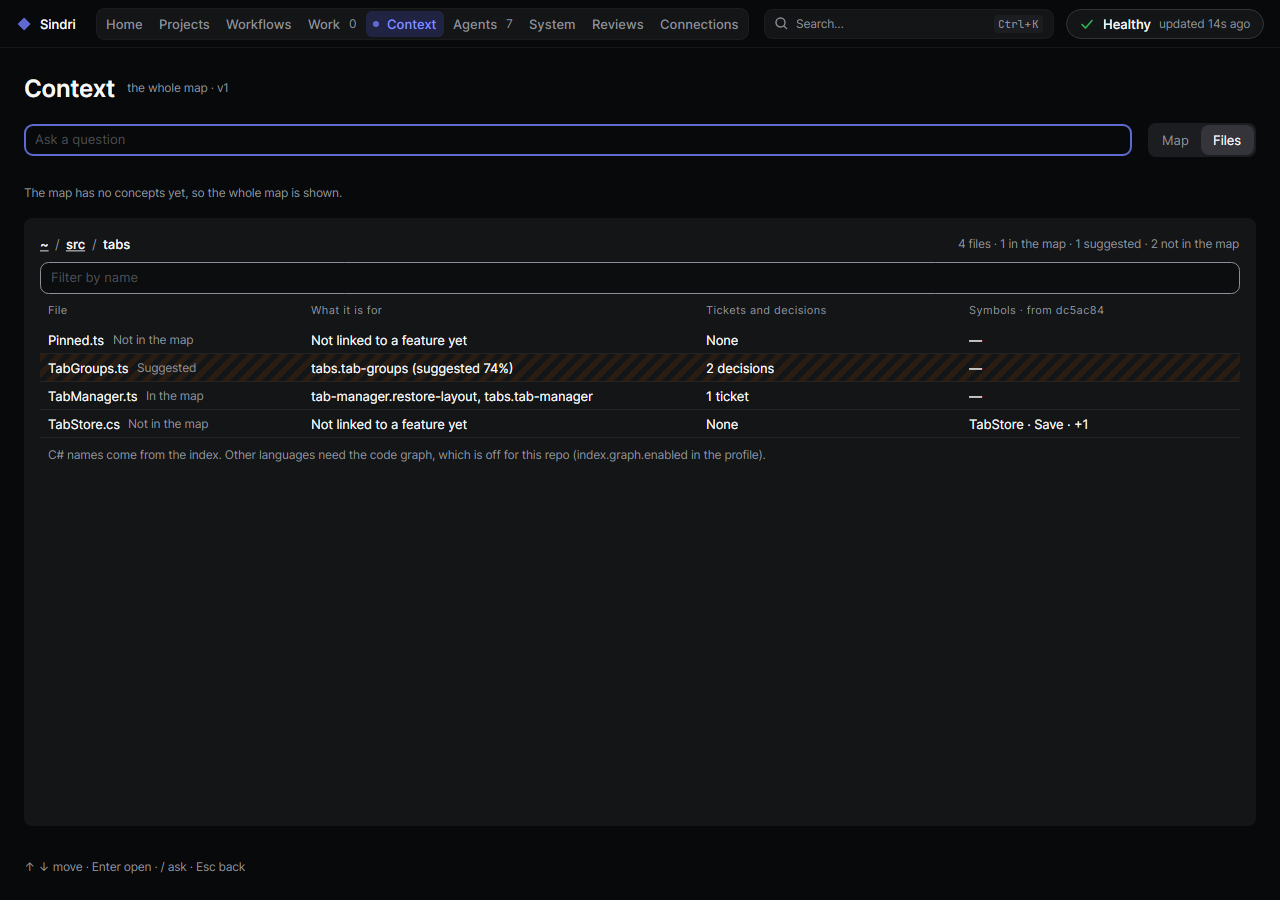 Sindri Home Projects Workflows Work 0 Context Agents 7 System Reviews Connections Search... Ctrl+K Healthy updated 14s ago
Context the whole map · v1
Ask a question Map Files
The map has no concepts yet, so the whole map is shown.
~ / src / tabs 4 files · 1 in the map · 1 suggested · 2 not in the map
Filter by name
File What it is for Tickets and decisions Symbols · from dc5ac84
Pinned.ts Not in the map Not linked to a feature yet None —
TabGroups.ts Suggested tabs.tab-groups (suggested 74%) 2 decisions —
TabManager.ts In the map tab-manager.restore-layout, tabs.tab-manager 1 ticket —
TabStore.cs Not in the map Not linked to a feature yet None TabStore · Save · +1
C# names come from the index. Other languages need the code graph, which is off for this repo (index.graph.enabled in the profile).
↑ ↓ move · Enter open · / ask · Esc back